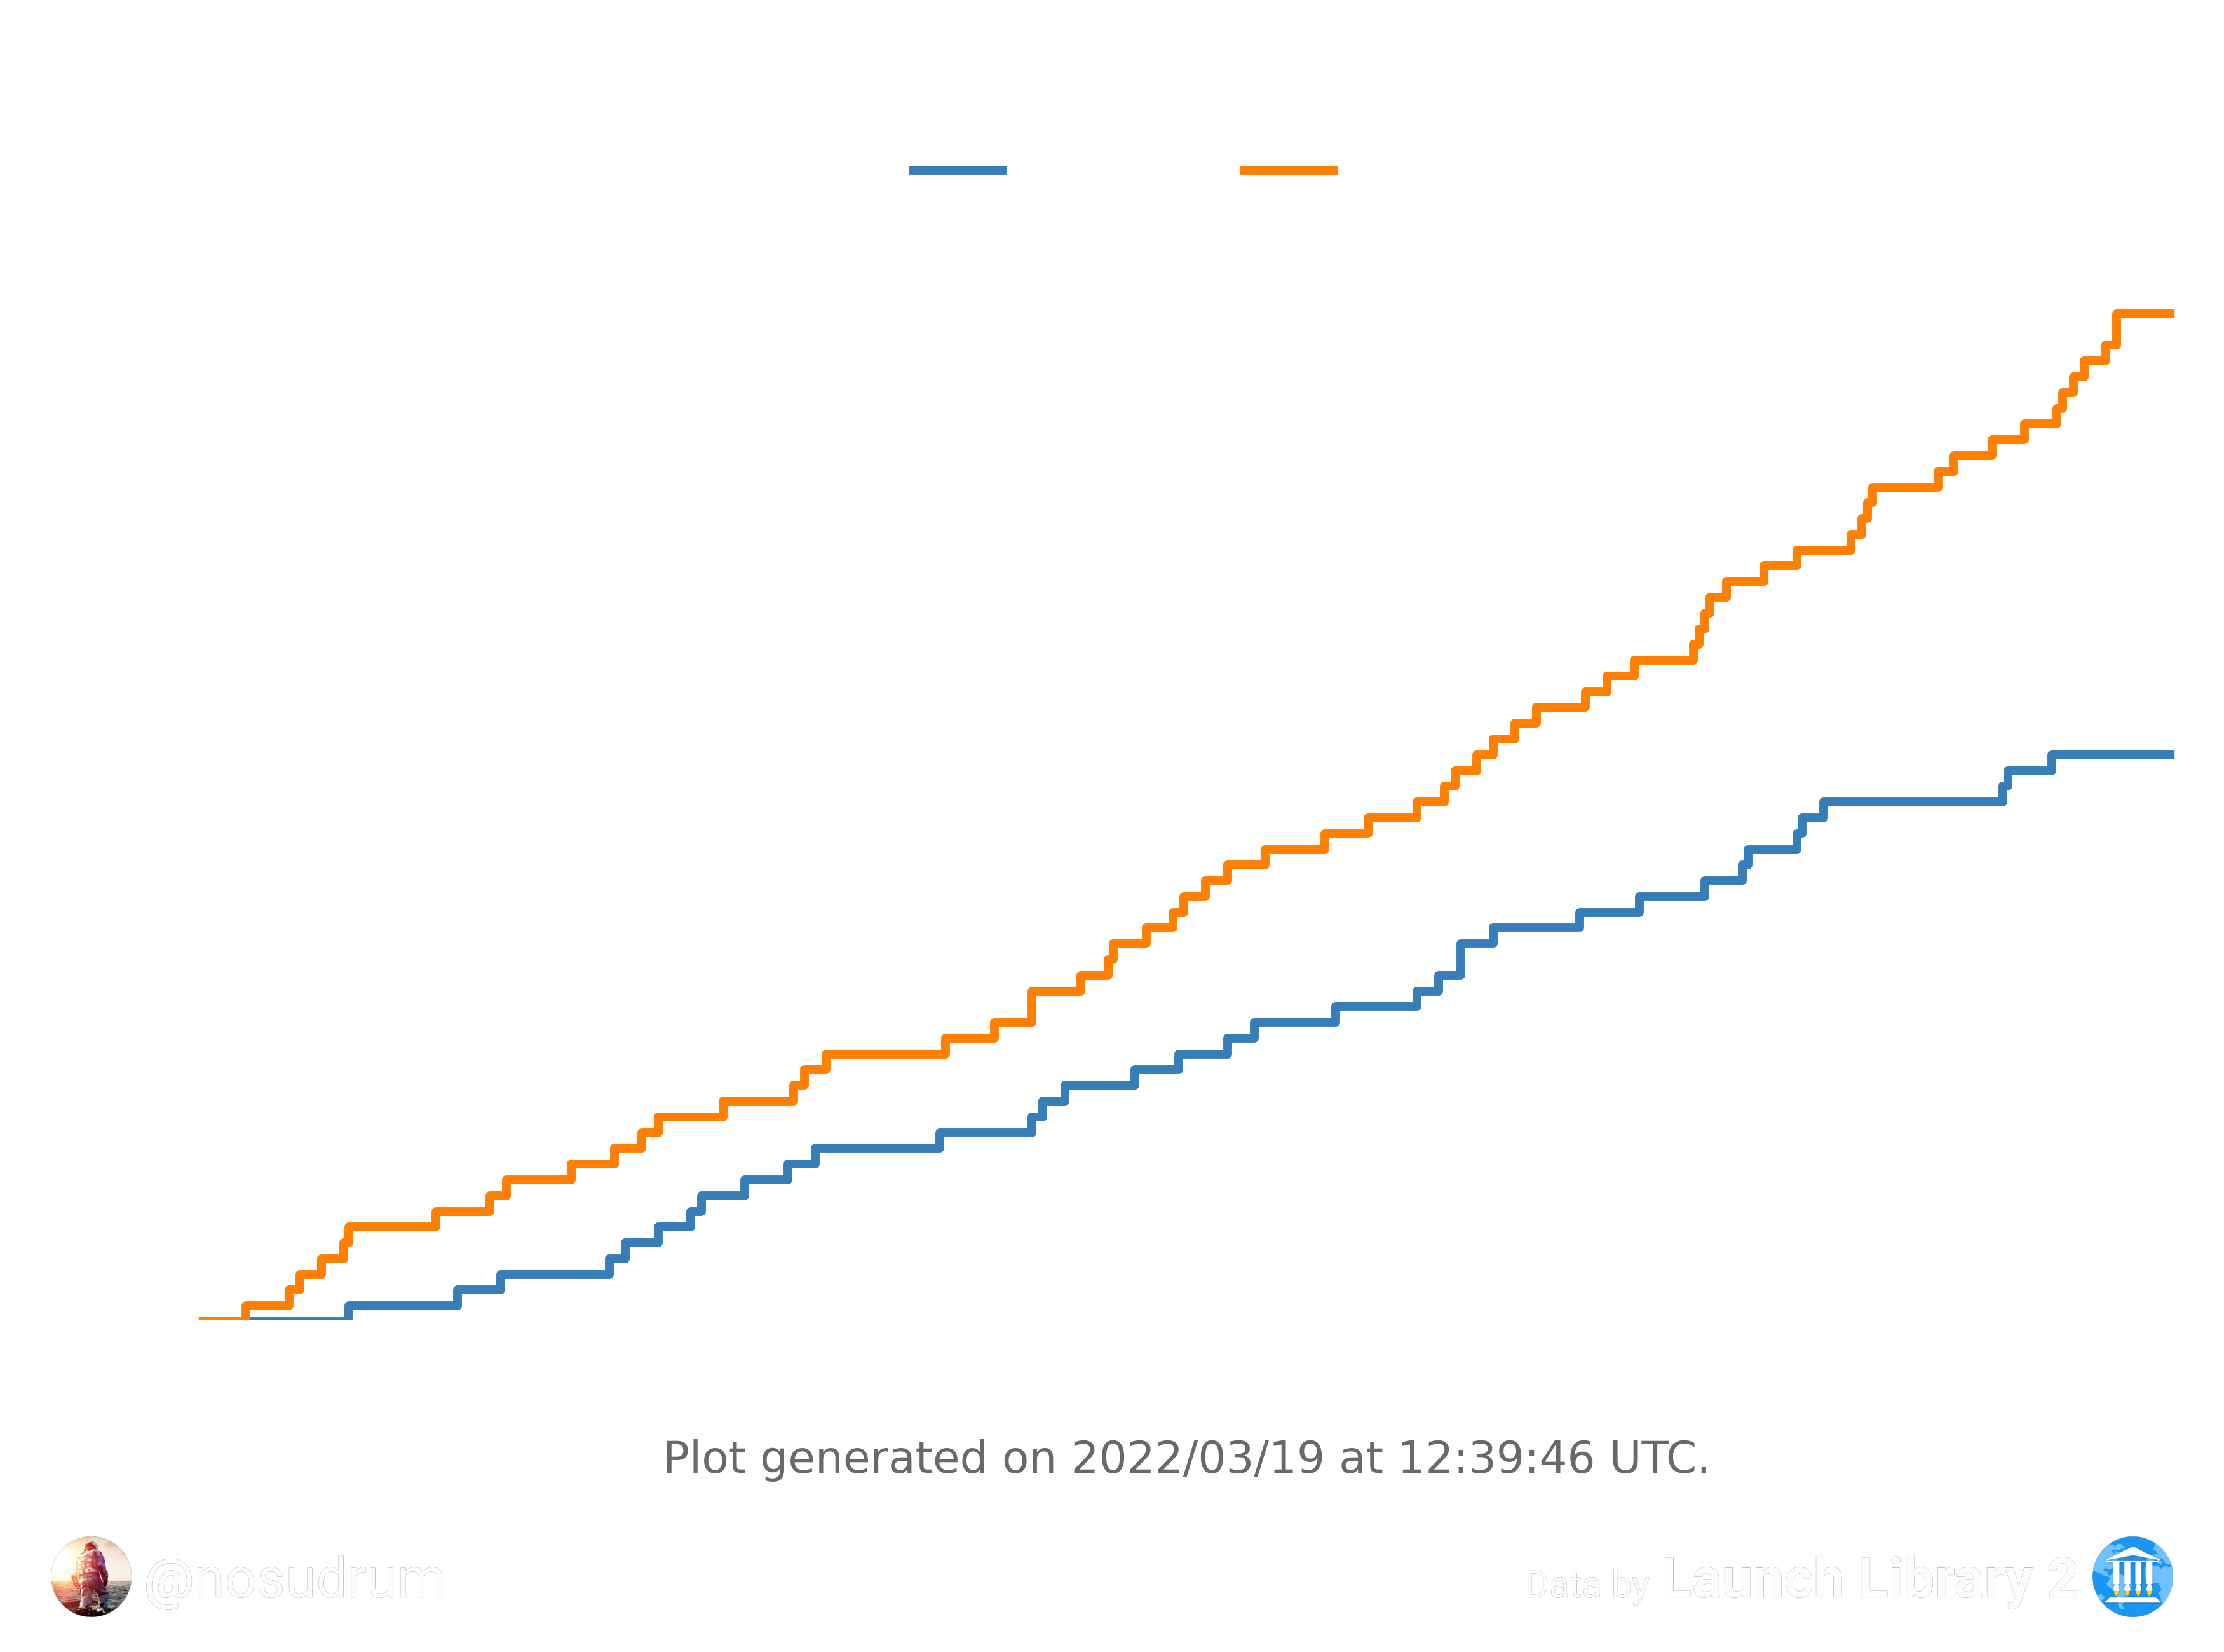 Plot generated on 2022/03/19 at 12:39:46 UTC.
@nosudrum
Data by Launch Library 2